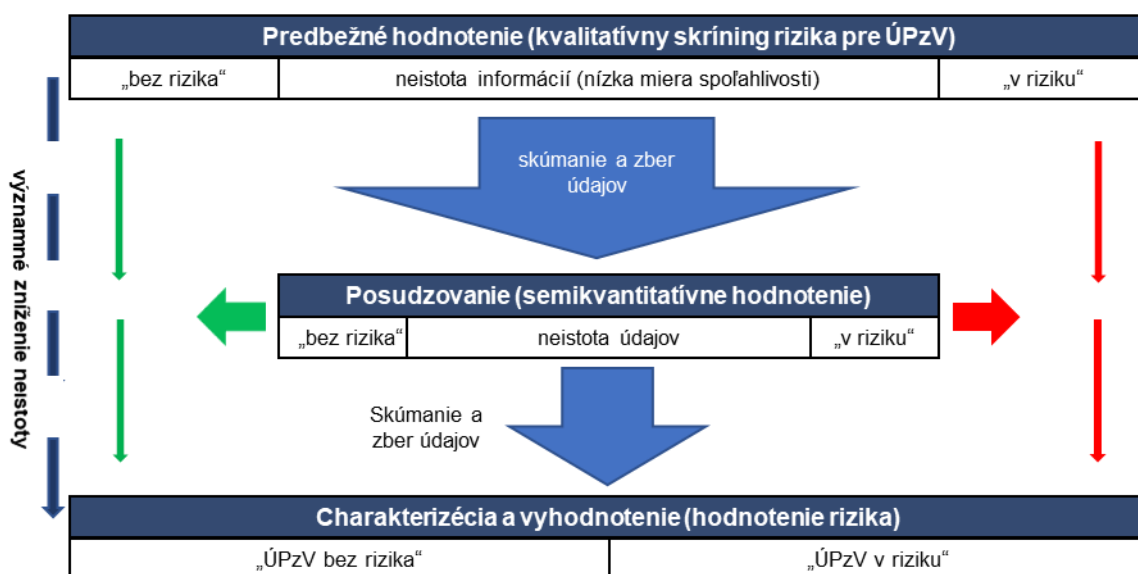 Predbežné hodnotenie (kvalitatívny skríning rizika pre ÚPzV)
„bez rizika“
neistota informácií (nízka miera spoľahlivosti)
„v riziku“
skúmanie a zber
údajov
významné zníženie neistoty
Posudzovanie (semikvantitatívne hodnotenie)
„bez rizika“
neistota údajov
„v riziku“
Skúmanie a
zber údajov
Charakterizécia a vyhodnotenie (hodnotenie rizika)
„ÚPzV bez rizika“
„ÚPzV v riziku“